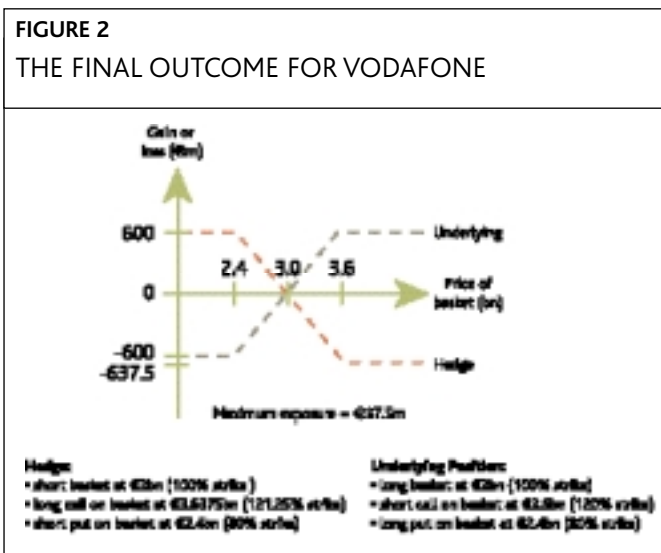 FIGURE 2
THE FINAL OUTCOME FOR VODAFONE
Gain or
loss (€m)
600
0
-600
-637.5
2.4 3.0 3.6
Underlying
Price of
basket (bn)
Hedge
Maximum exposure = €37.5m
Hedge:
• short basket at €3bn (100% strike)
• long call on basket at €3.6375bn (121.25% strike)
• short put on basket at €2.4bn (80% strike)
Underlying Position:
• long basket at €3bn (100% strike)
• short call on basket at €3.6bn (120% strike)
• long put on basket at €2.4bn (80% strike)